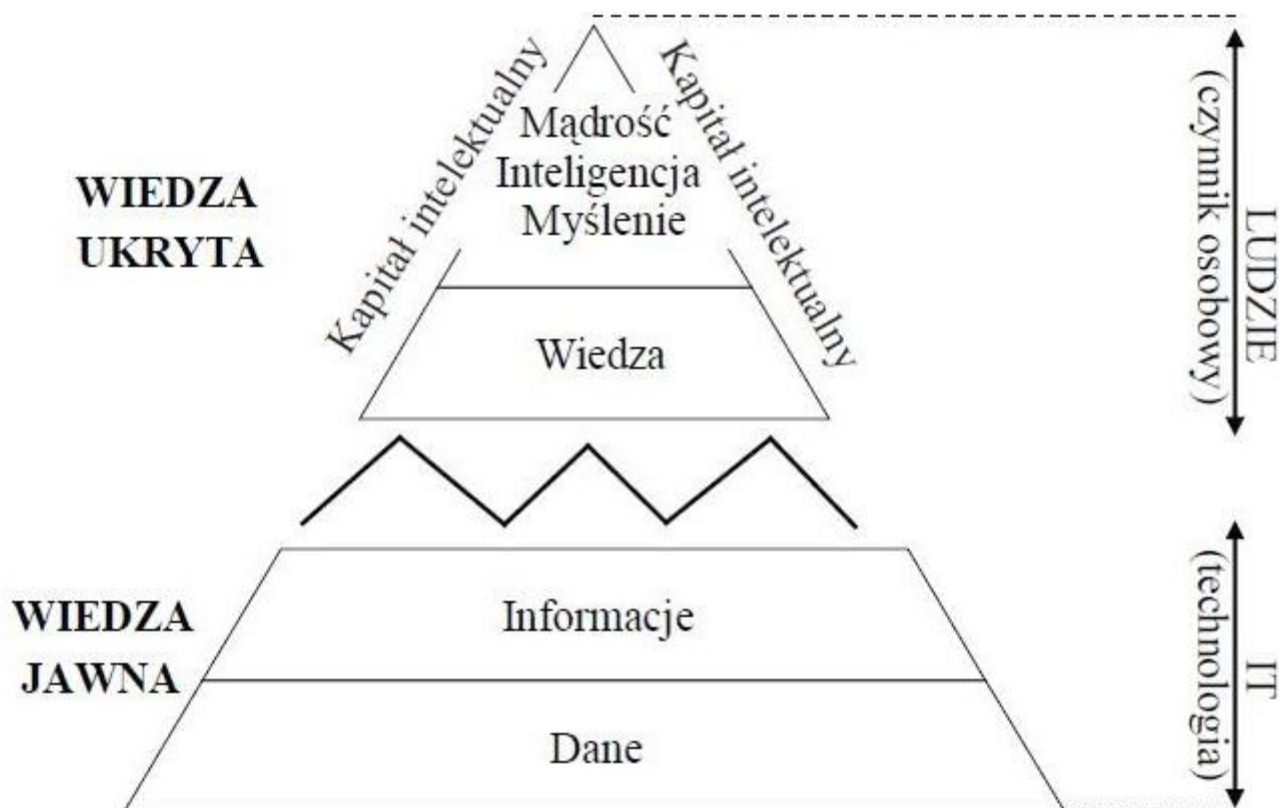 Kapitał intelektualny
Kapitał intelektualny
Mądrość
Inteligencja
Myślenie
WIEDZA
UKRYTA
Wiedza
LUDZIE
(czynnik osobowy)
Informacje
WIEDZA
JAWNA
Dane
IT
(technologia)